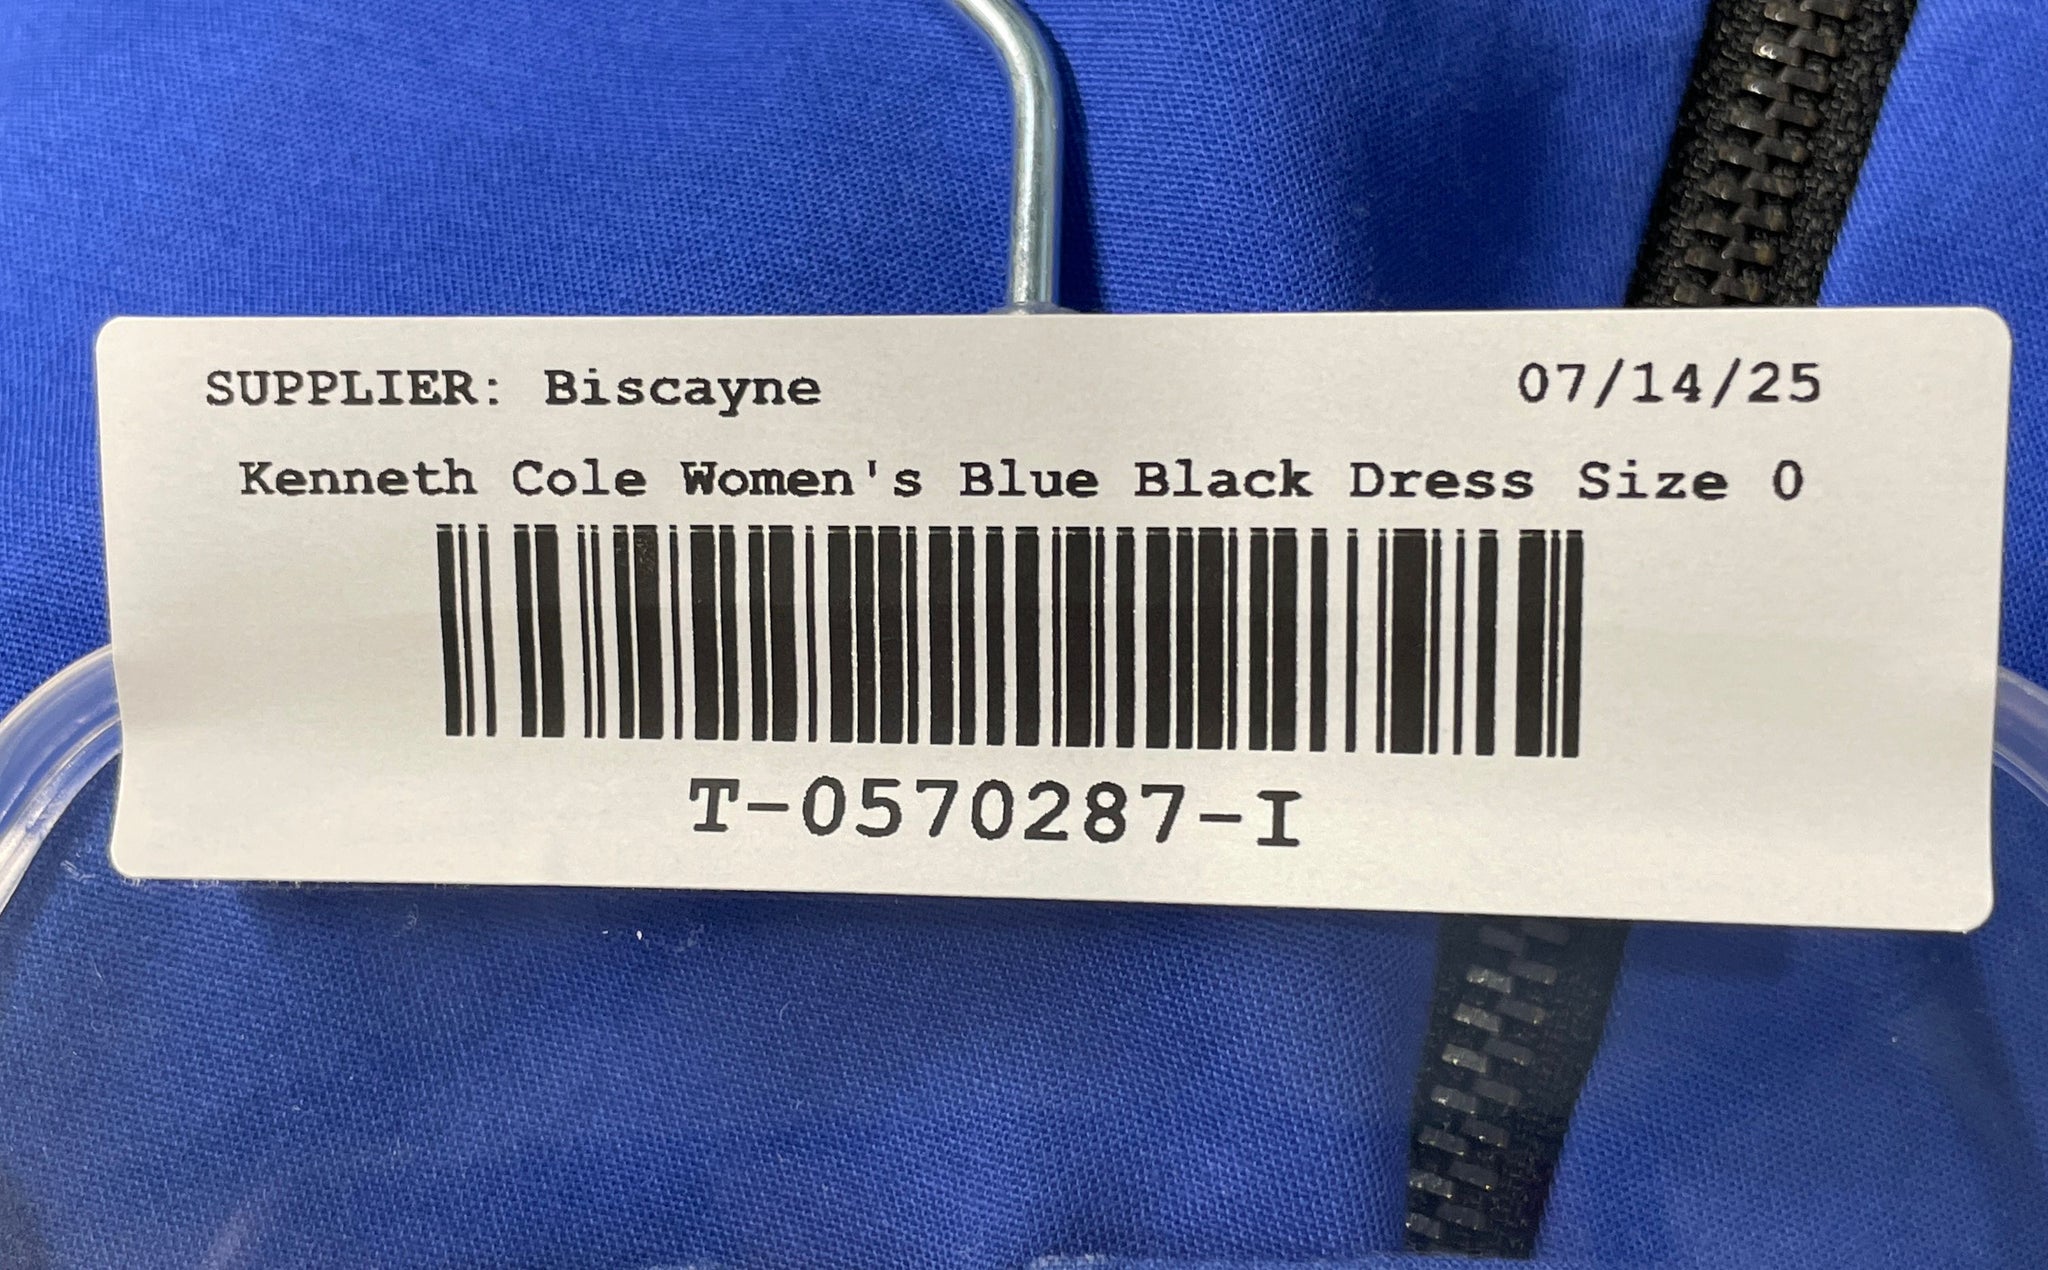 SUPPLIER: Biscayne 07/14/25
Kenneth Cole Women's Blue Black Dress Size 0
T-0570287-I